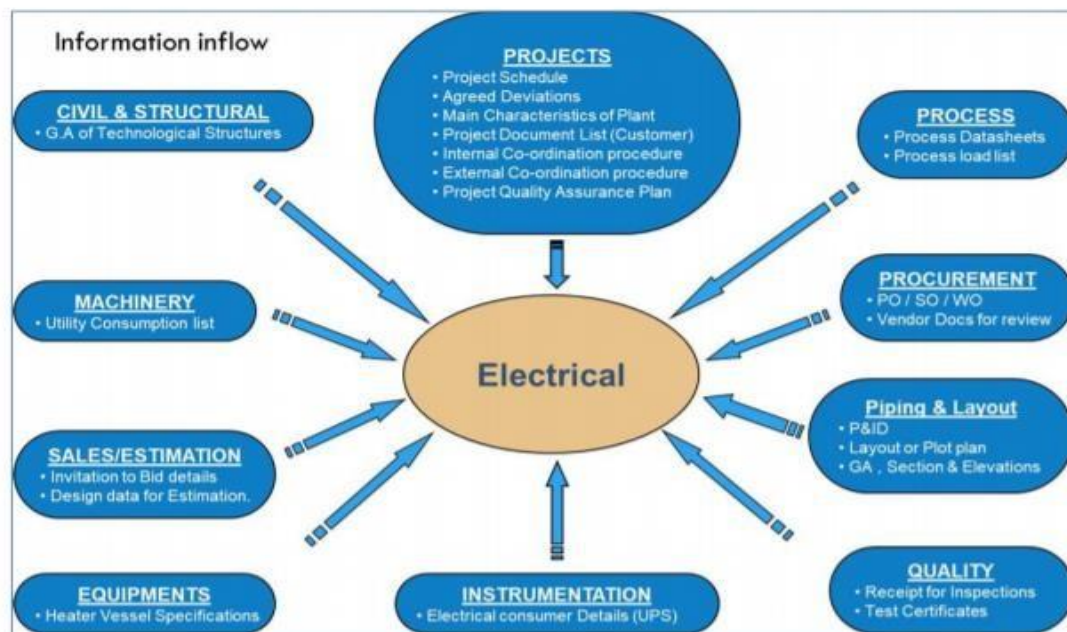 Information inflow
PROJECTS
• Project Schedule
• Agreed Deviations
• Main Characteristics of Plant
• Project Document List (Customer)
• Internal Co-ordination procedure
• External Co-ordination procedure
• Project Quality Assurance Plan
CIVIL & STRUCTURAL
• G.A of Technological Structures
PROCESS
• Process Datasheets
• Process load list
MACHINERY
• Utility Consumption list
PROCUREMENT
• PO / SO / WO
• Vendor Docs for review
Electrical
SALES/ESTIMATION
• Invitation to Bid details
• Design data for Estimation.
Piping & Layout
• P&ID
• Layout or Plot plan
• GA , Section & Elevations
EQUIPMENTS
• Heater Vessel Specifications
INSTRUMENTATION
• Electrical consumer Details (UPS)
QUALITY
• Receipt for Inspections
• Test Certificates